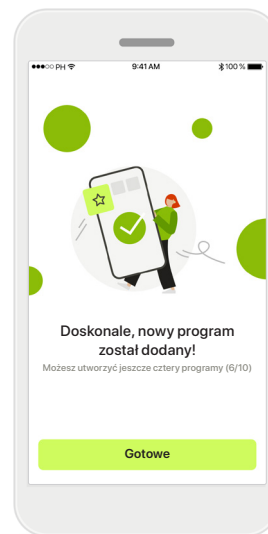 ●●●○○ PH 9:41 AM 100 %
Doskonale, nowy program
został dodany!
Możesz utworzyć jeszcze cztery programy (6/10)
Gotowe